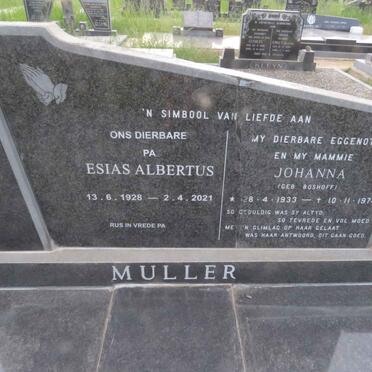 'N SIMBOOL VAN LIEFDE AAN
ONS DIERBARE
PA
ESIAS ALBERTUS
13.6.1928 — 2.4.2021
RUS IN VREDE PA
MY DIERBARE EGGENOT
EN MY MAMMIE
JOHANNA
(GEB BOSHOFF)
8·4·1933 — † 10·11·197
SO GEDULDIG WAS SY ALTYD,
SO TEVREDE EN VOL MOED
MET 'N GLIMLAG OP HAAR GELAAT
WAS HAAR ANTWOORD, DIT GAAN GOED.
MULLER